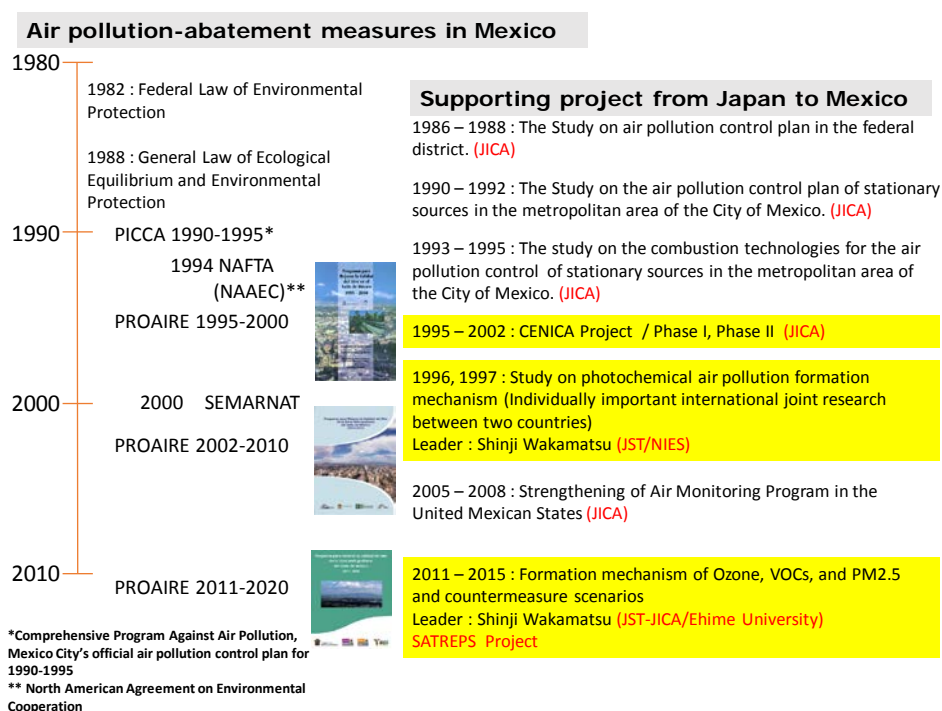 Air pollution-abatement measures in Mexico
1980
1982 : Federal Law of Environmental
Protection
1988 : General Law of Ecological
Equilibrium and Environmental
Protection
1990
PICCA 1990-1995*
1994 NAFTA
(NAAEC)**
PROAIRE 1995-2000
2000
2000 SEMARNAT
PROAIRE 2002-2010
2010
PROAIRE 2011-2020
*Comprehensive Program Against Air Pollution,
Mexico City's official air pollution control plan for
1990-1995
** North American Agreement on Environmental
Cooperation
Supporting project from Japan to Mexico
1986 – 1988 : The Study on air pollution control plan in the federal
district. (JICA)
1990 – 1992 : The Study on the air pollution control plan of stationary
sources in the metropolitan area of the City of Mexico. (JICA)
1993 – 1995 : The study on the combustion technologies for the air
pollution control of stationary sources in the metropolitan area of
the City of Mexico. (JICA)
1995 – 2002 : CENICA Project / Phase I, Phase II (JICA)
1996, 1997 : Study on photochemical air pollution formation
mechanism (Individually important international joint research
between two countries)
Leader : Shinji Wakamatsu (JST/NIES)
2005 – 2008 : Strengthening of Air Monitoring Program in the
United Mexican States (JICA)
2011 – 2015 : Formation mechanism of Ozone, VOCs, and PM2.5
and countermeasure scenarios
Leader : Shinji Wakamatsu (JST-JICA/Ehime University)
SATREPS Project